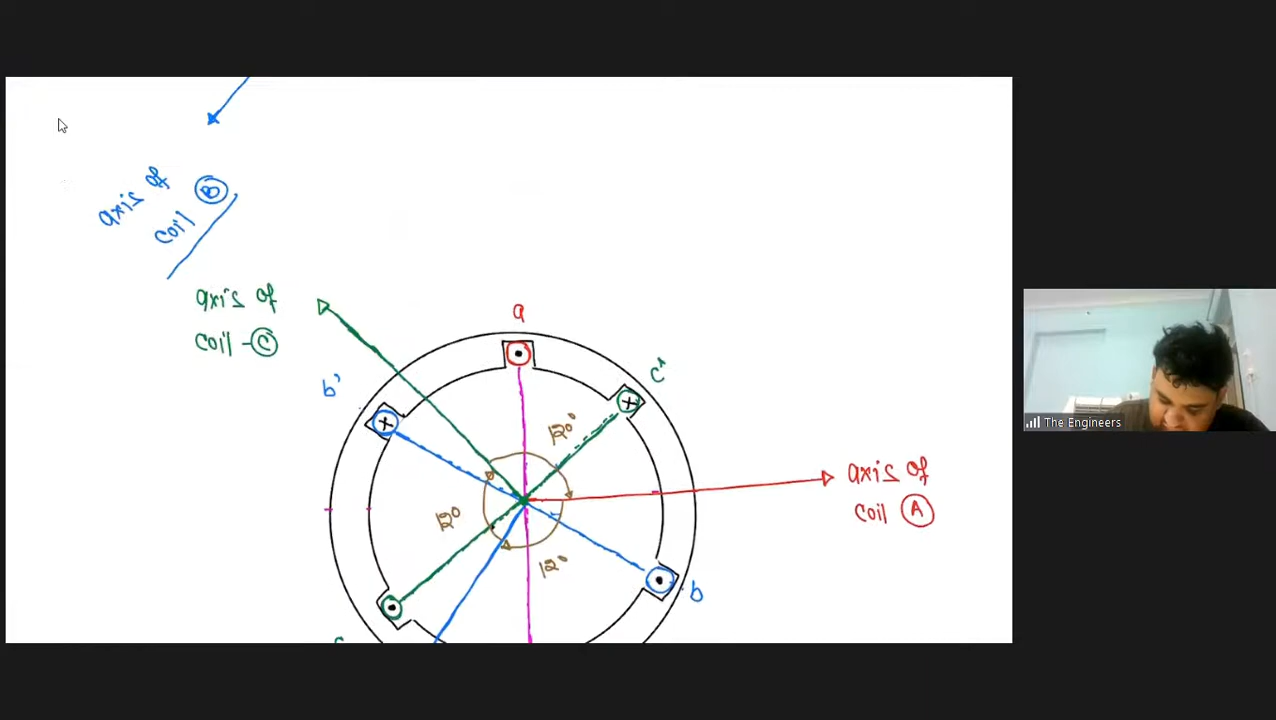 axis of
coil B
axis of
coil - C
a
c'
b'
120°
axis of
coil A
120
120
b
The Engineers